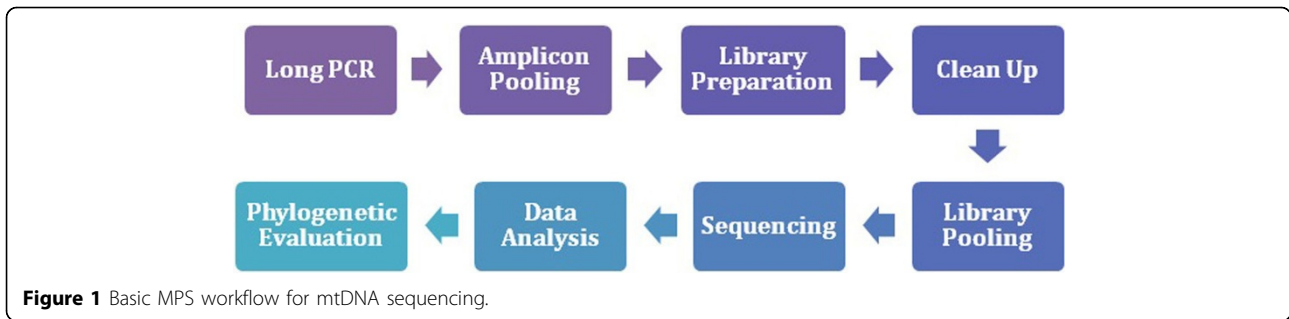 Long PCR
Amplicon
Pooling
Library
Preparation
Clean Up
Library
Pooling
Sequencing
Data
Analysis
Phylogenetic
Evaluation
Figure 1 Basic MPS workflow for mtDNA sequencing.